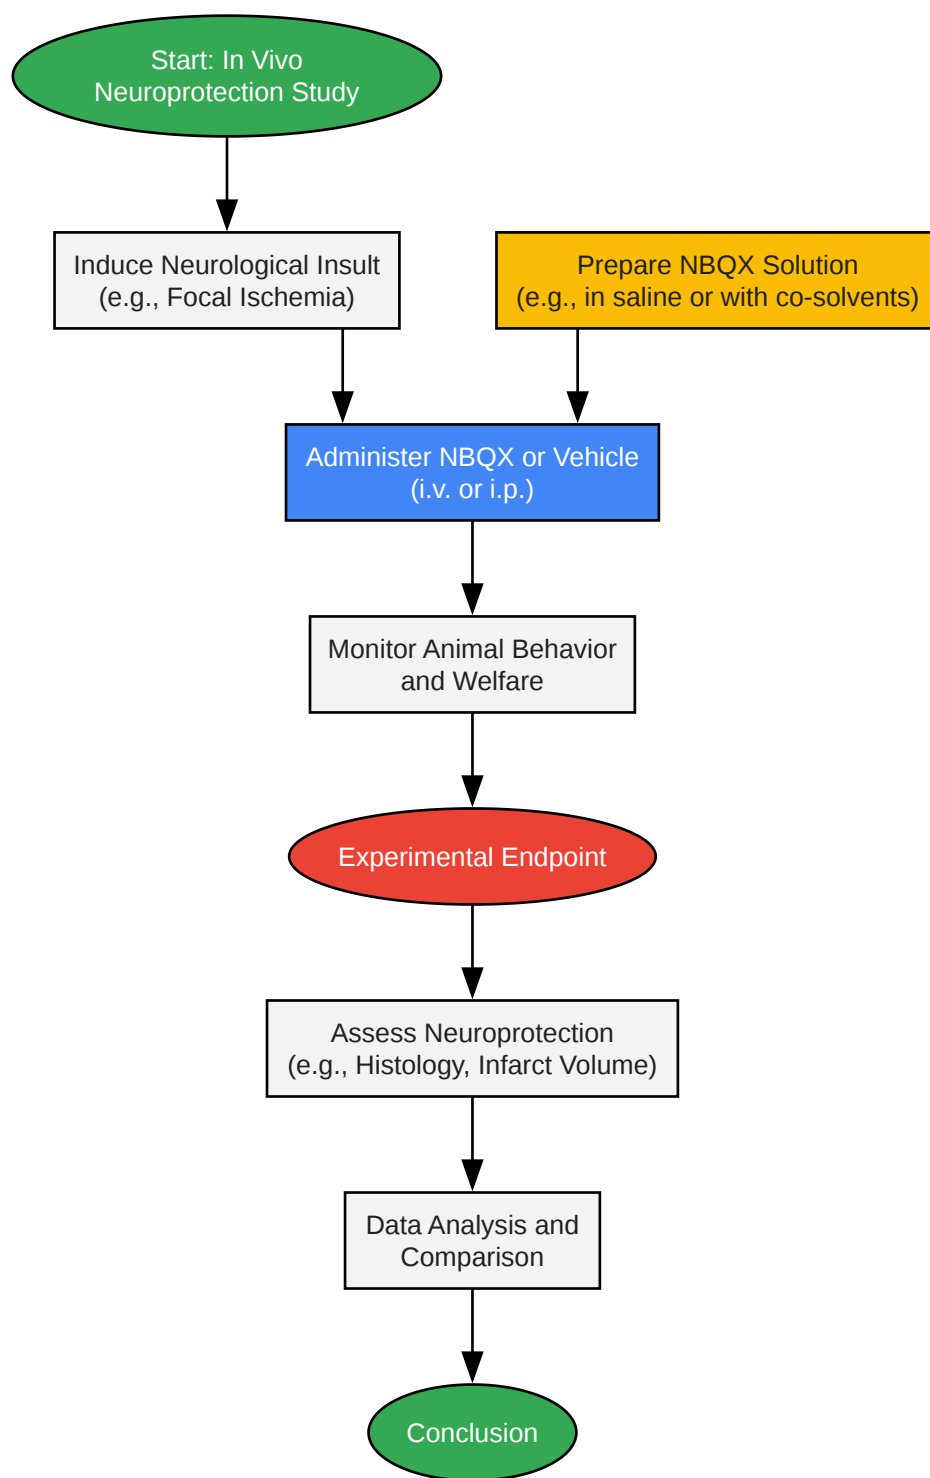 Start: In Vivo
Neuroprotection Study
Induce Neurological Insult
(e.g., Focal Ischemia)
Prepare NBQX Solution
(e.g., in saline or with co-solvents)
Administer NBQX or Vehicle
(i.v. or i.p.)
Monitor Animal Behavior
and Welfare
Experimental Endpoint
Assess Neuroprotection
(e.g., Histology, Infarct Volume)
Data Analysis and
Comparison
Conclusion